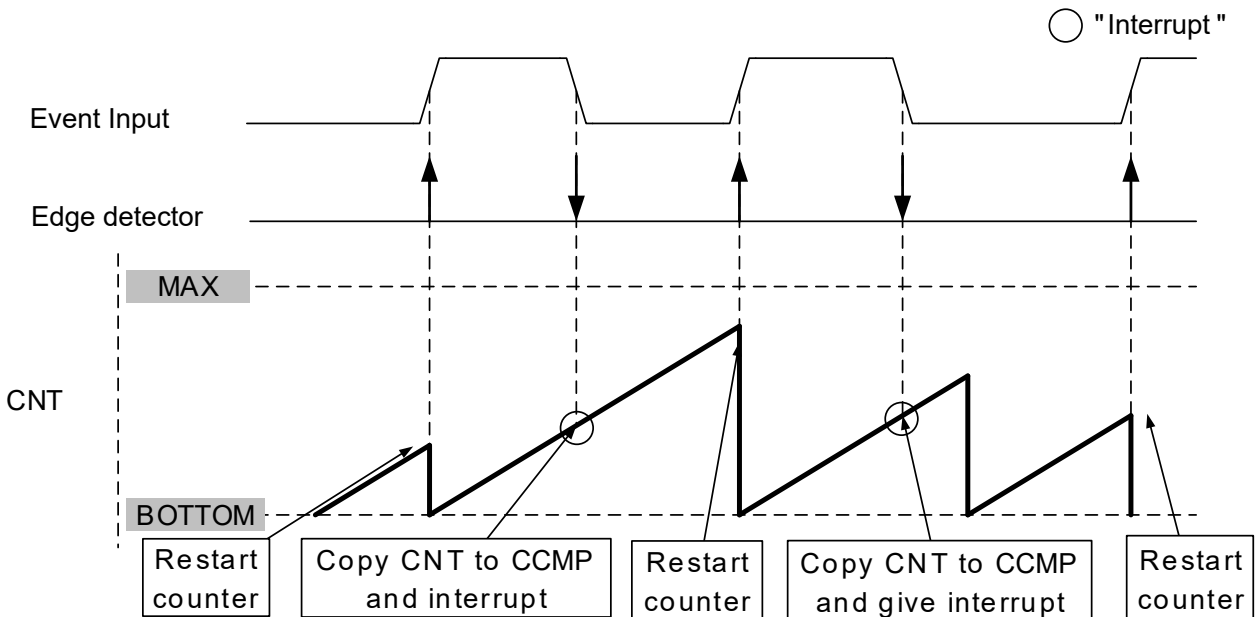 "Interrupt "
Event Input
Edge detector
MAX
CNT
BOTTOM
Restart
counter
Copy CNT to CCMP
and interrupt
Restart
counter
Copy CNT to CCMP
and give interrupt
Restart
counter